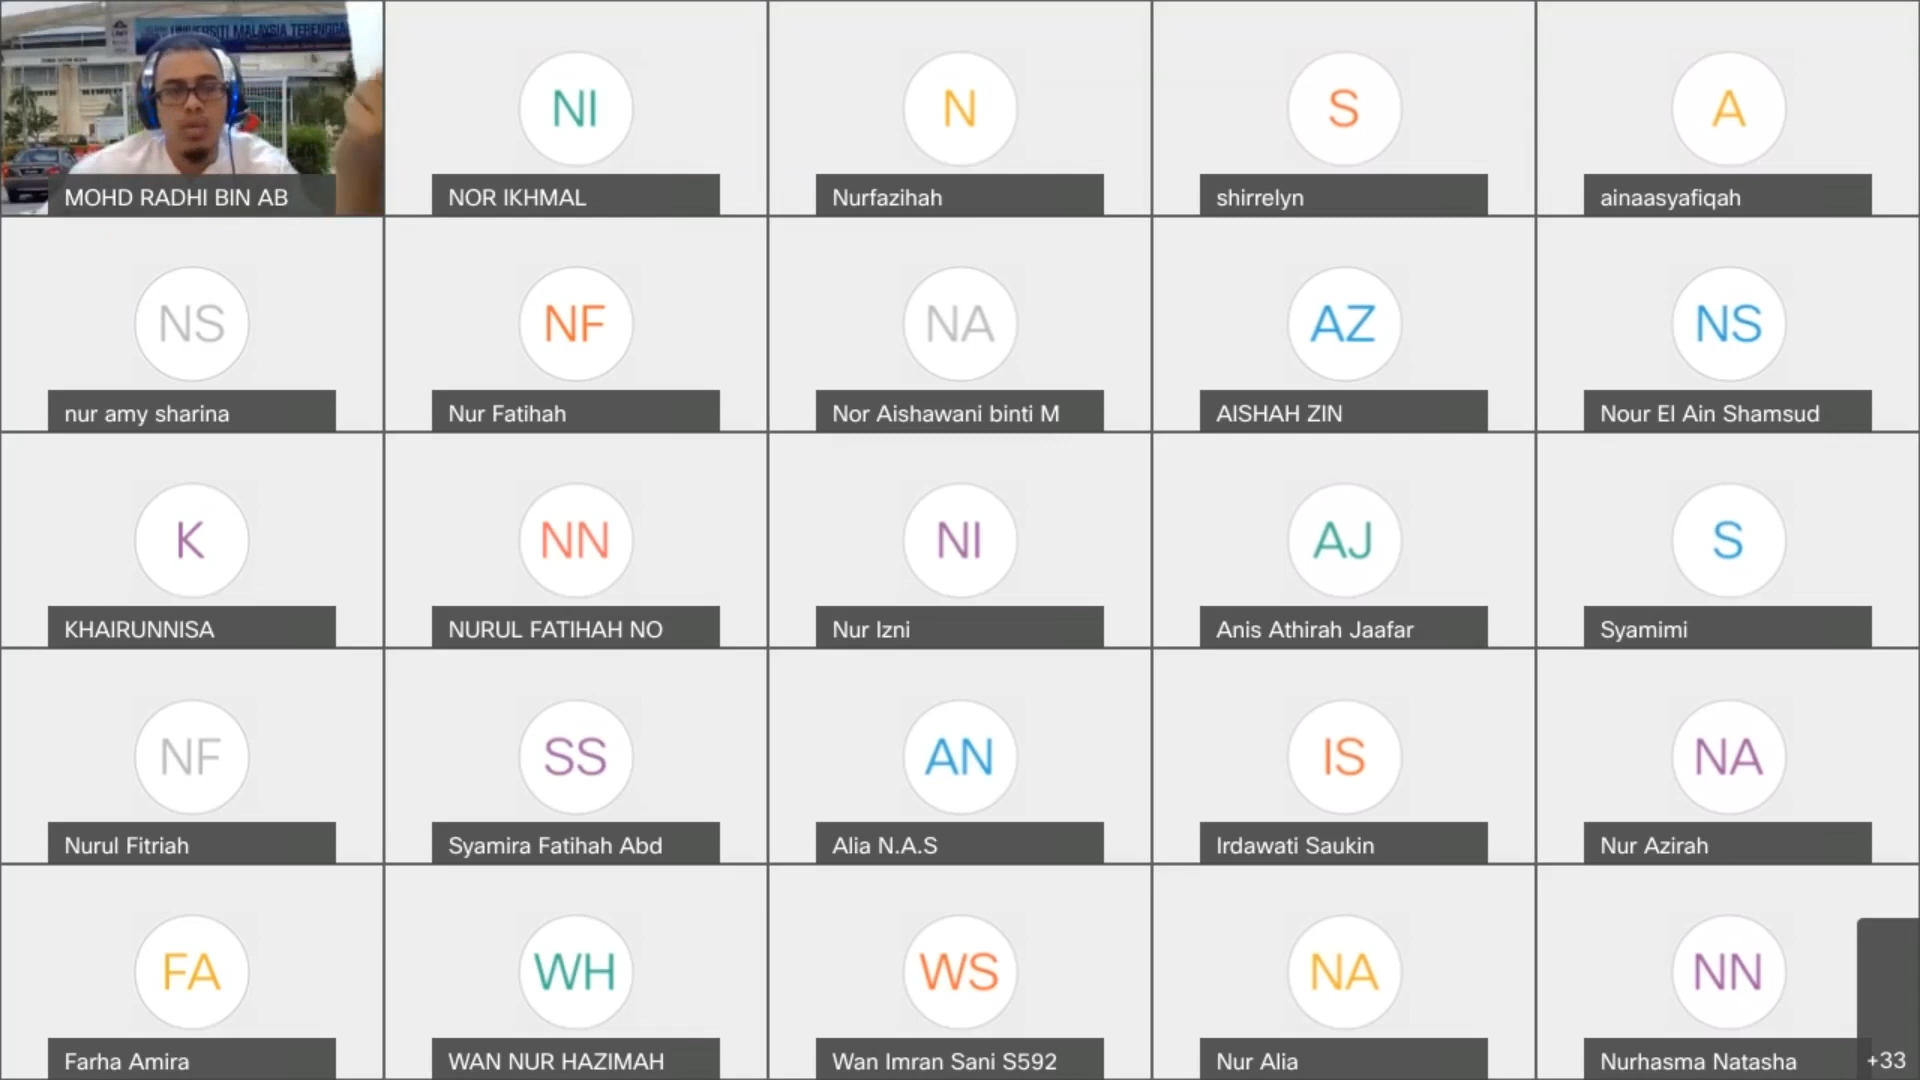 UNIVERSITI MALAYSIA TERENGGA
MOHD RADHI BIN AB
NI
NOR IKHMAL
N
Nurfazihah
S
shirrelyn
A
ainaasyafiqah
NS
nur amy sharina
NF
Nur Fatihah
NA
Nor Aishawani binti M
AZ
AISHAH ZIN
NS
Nour El Ain Shamsud
K
KHAIRUNNISA
NN
NURUL FATIHAH NO
NI
Nur Izni
AJ
Anis Athirah Jaafar
S
Syamimi
NF
Nurul Fitriah
SS
Syamira Fatihah Abd
AN
Alia N.A.S
IS
Irdawati Saukin
NA
Nur Azirah
FA
Farha Amira
WH
WAN NUR HAZIMAH
WS
Wan Imran Sani S592
NA
Nur Alia
NN
Nurhasma Natasha
+33